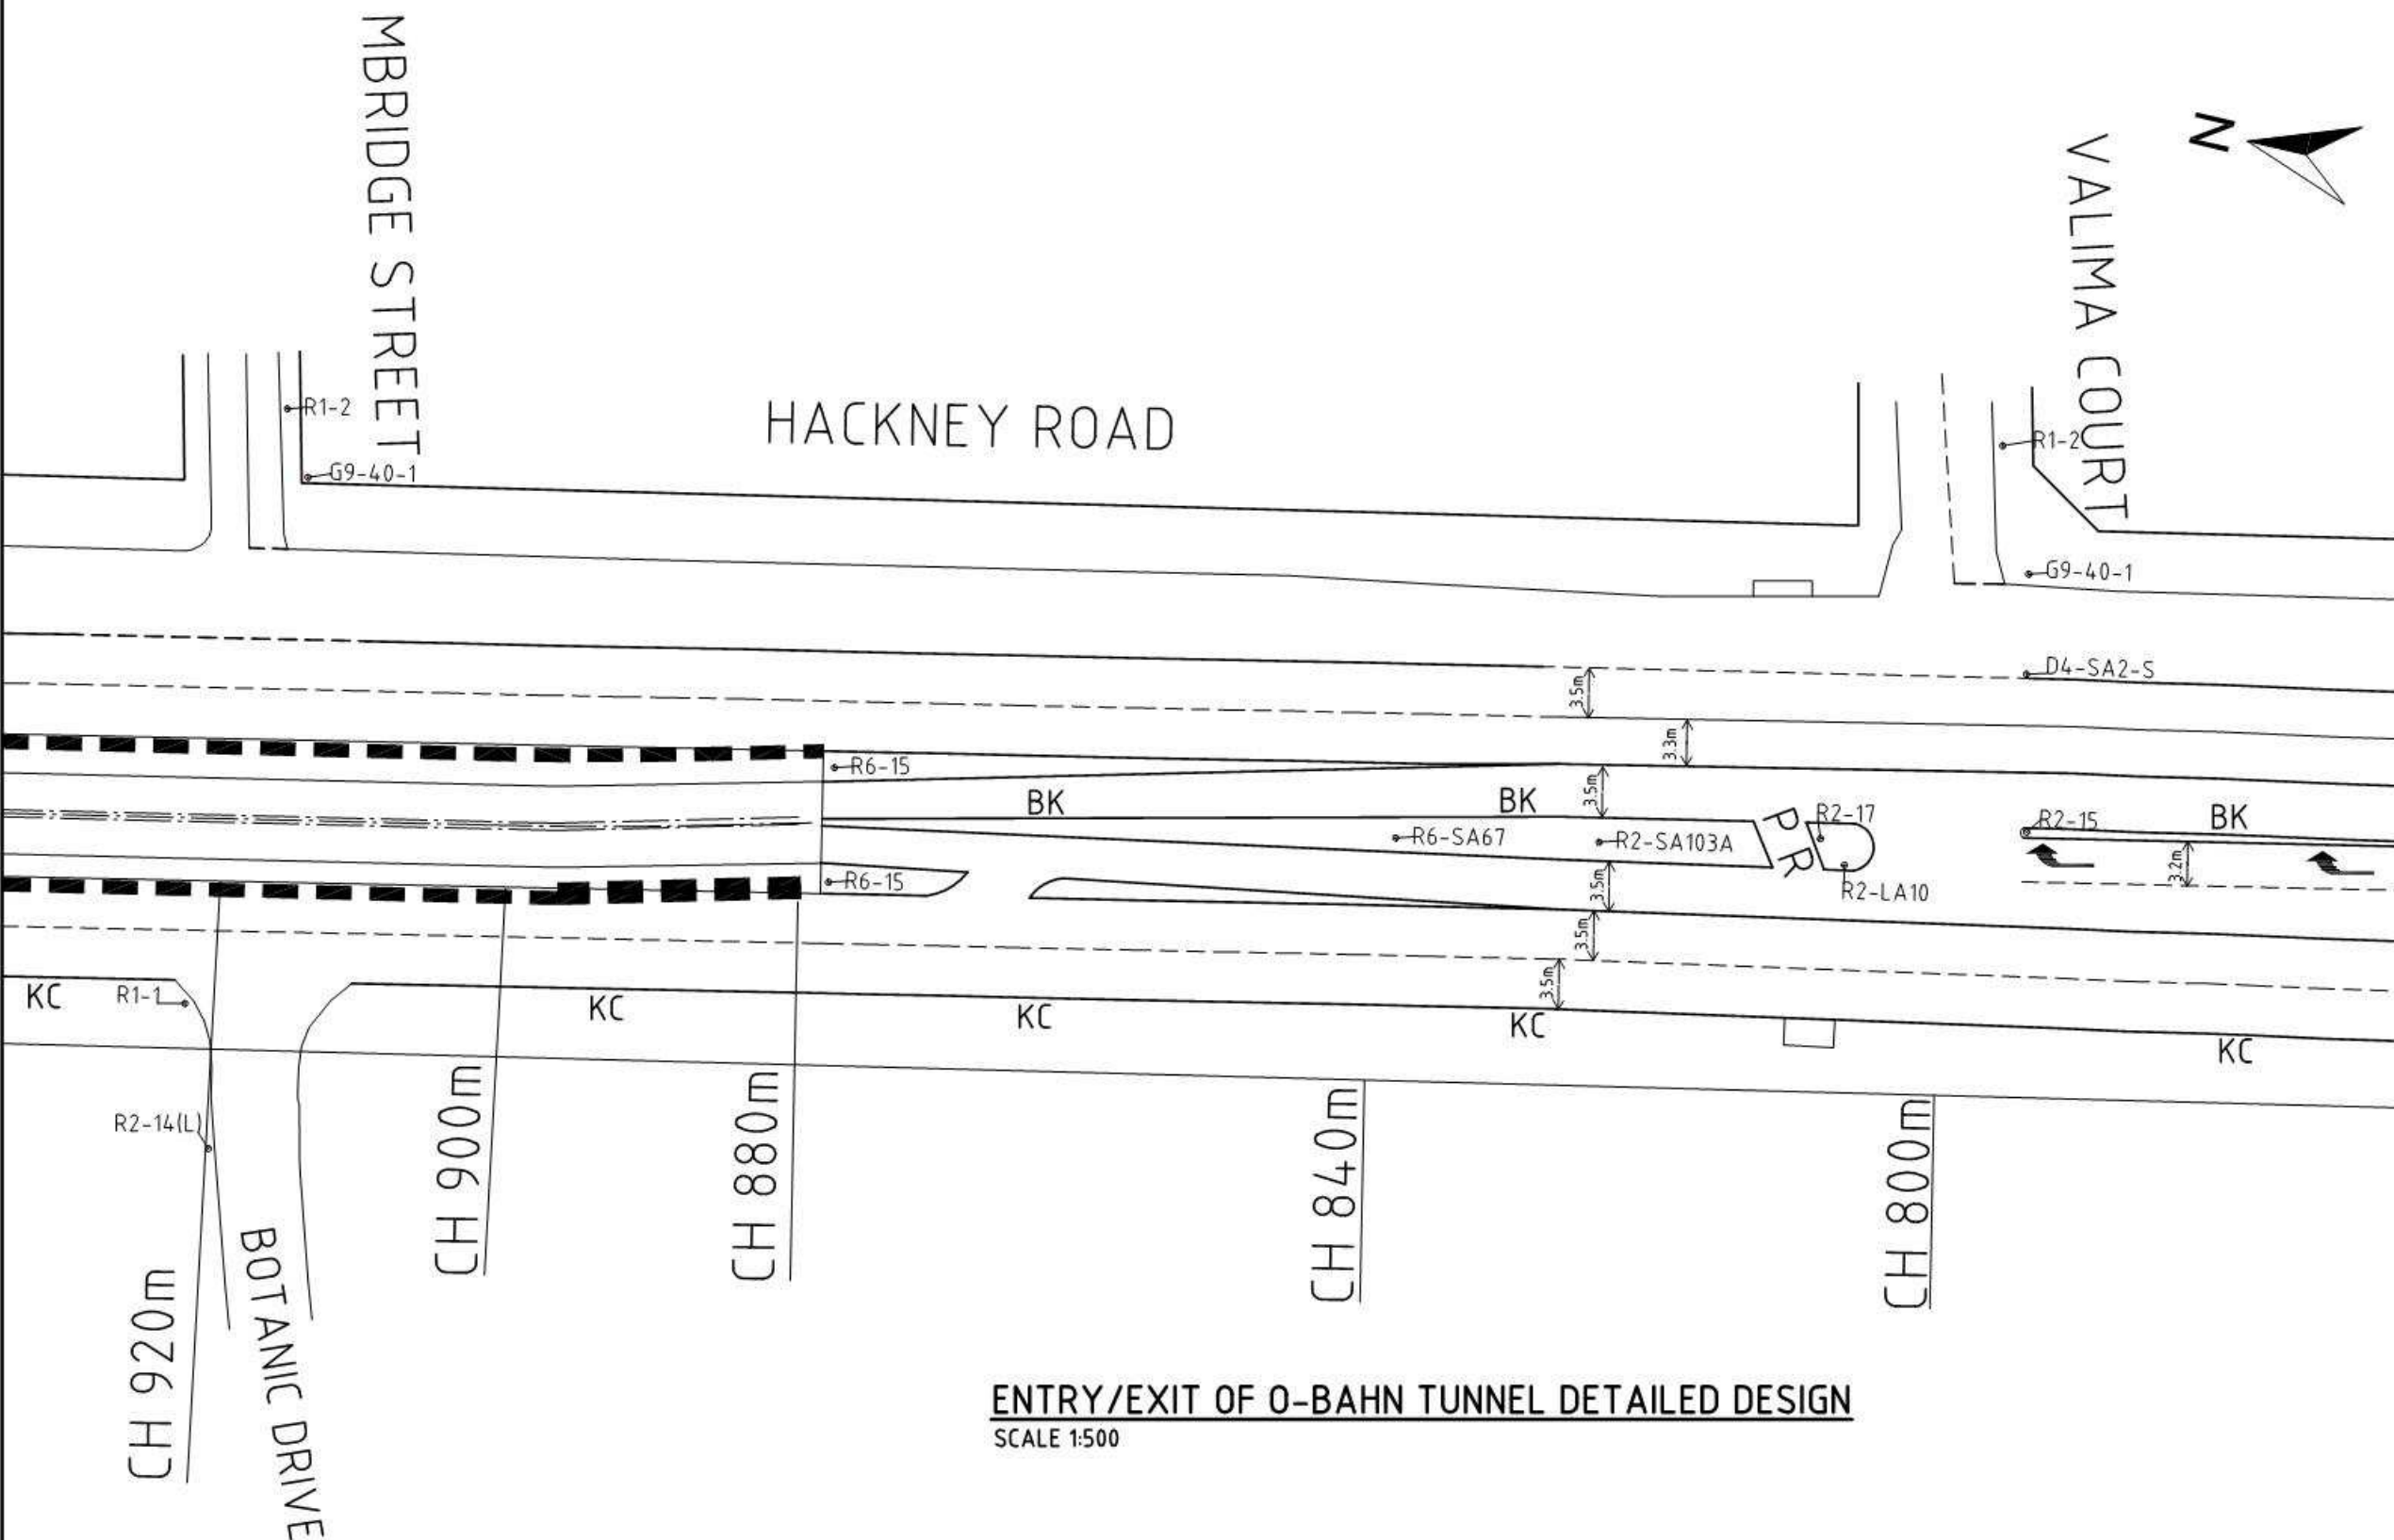 MBRIDGE STREET
N
VALIMA COURT
HACKNEY ROAD
R1-2
R1-2
G9-40-1
G9-40-1
D4-SA2-S
3.5m
3.3m
R6-15
BK
BK
3.5m
PR
R2-17
R2-15
BK
R6-SA67
R2-SA103A
3.2m
R6-15
3.5m
R2-LA10
3.5m
3.5m
KC
R1-1
KC
KC
KC
KC
R2-14(L)
CH 920m
BOTANIC DRIVE
CH 900m
CH 880m
CH 840m
CH 800m
ENTRY/EXIT OF O-BAHN TUNNEL DETAILED DESIGN
SCALE 1:500